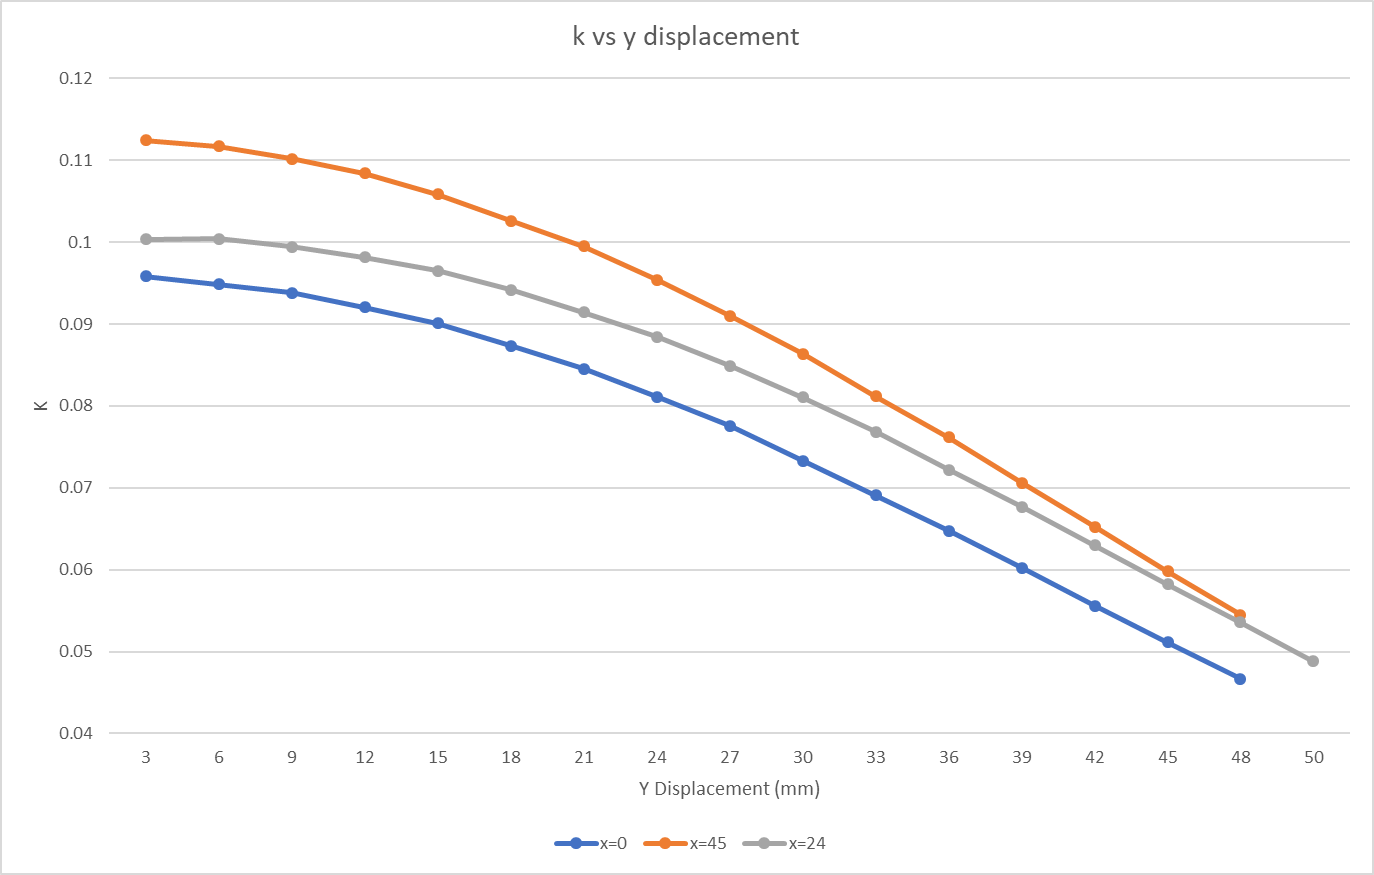 k vs y displacement
0.12
0.11
0.1
0.09
0.08
0.07
0.06
0.05
0.04
K
3 6 9 12 15 18 21 24 27 30 33 36 39 42 45 48 50
Y Displacement (mm)
x=0 x=45 x=24